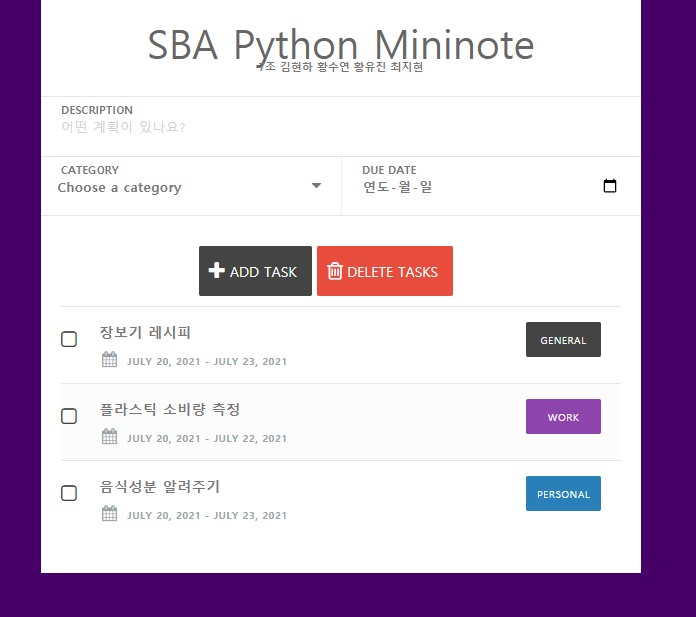 SBA Python Mininote
조 김현하 황수연 황유진 최지현
DESCRIPTION
어떤 계획이 있나요?
CATEGORY
Choose a category
DUE DATE
연도-월-일
ADD TASK
DELETE TASKS
장보기 레시피
GENERAL
JULY 20, 2021 - JULY 23, 2021
플라스틱 소비량 측정
WORK
JULY 20, 2021 - JULY 22, 2021
음식성분 알려주기
PERSONAL
JULY 20, 2021 - JULY 23, 2021